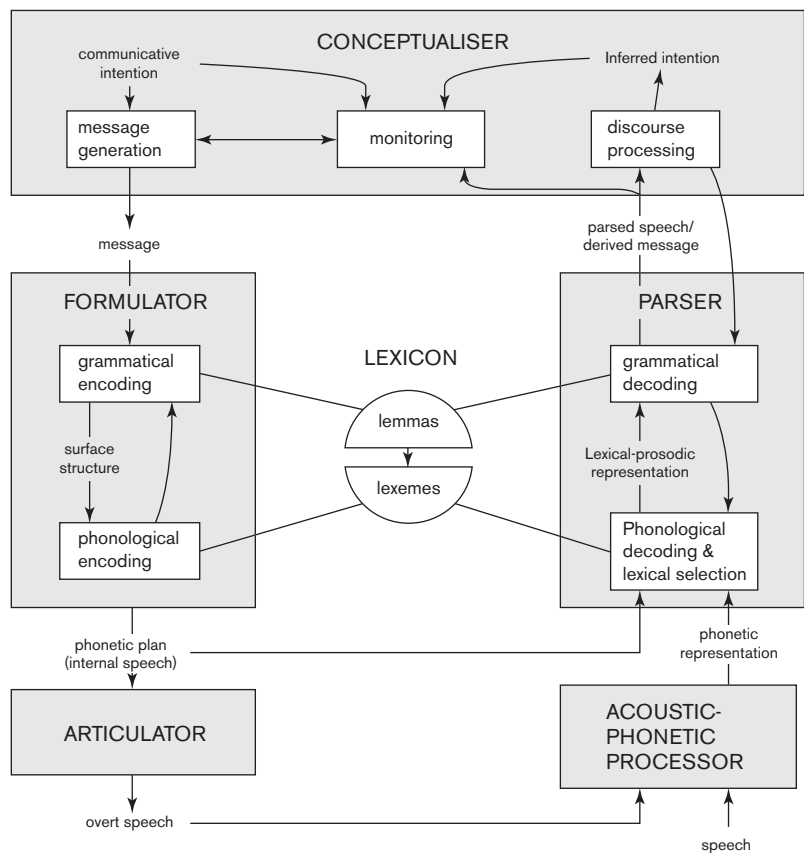 CONCEPTUALISER
communicative
intention
Inferred intention
message
generation
monitoring
discourse
processing
message
parsed speech/
derived message
FORMULATOR
PARSER
grammatical
encoding
LEXICON
grammatical
decoding
lemmas
surface
structure
Lexical-prosodic
representation
lexemes
phonological
encoding
Phonological
decoding &
lexical selection
phonetic plan
(internal speech)
phonetic
representation
ARTICULATOR
ACOUSTIC-
PHONETIC
PROCESSOR
overt speech
speech